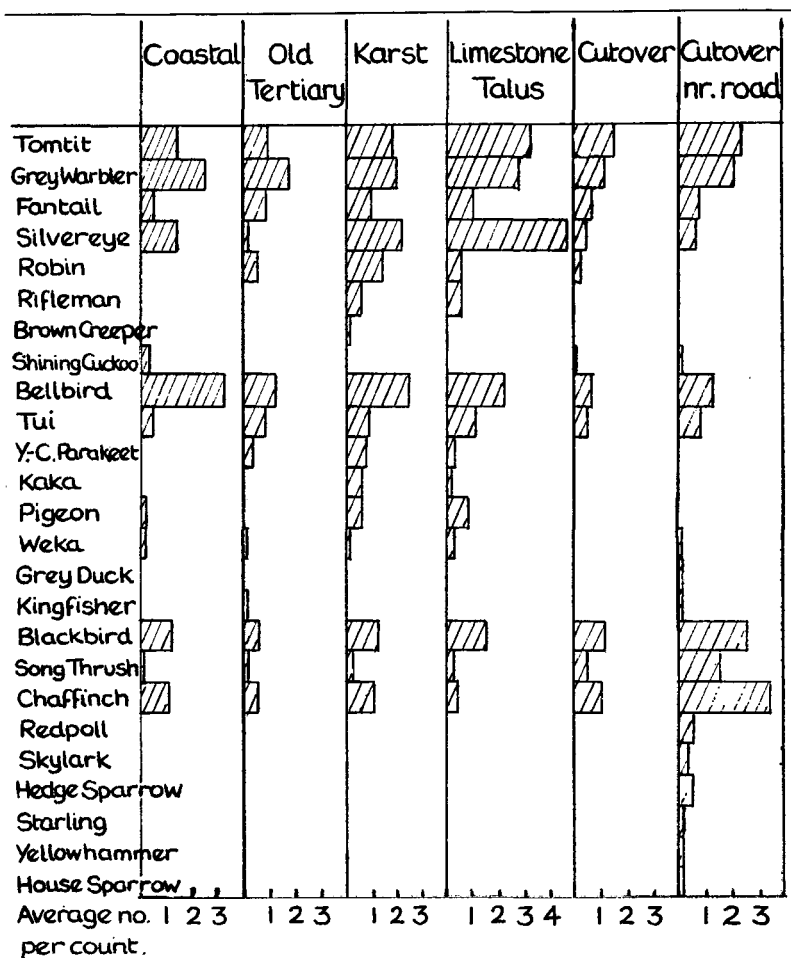 Coastal Old Tertiary Karst Limestone Talus Cutover Cutover nr. road
Tomtit
Grey Warbler
Fantail
Silvereye
Robin
Rifleman
Brown Creeper
Shining Cuckoo
Bellbird
Tui
Y.-C. Parakeet
Kaka
Pigeon
Weka
Grey Duck
Kingfisher
Blackbird
Song Thrush
Chaffinch
Redpoll
Skylark
Hedge Sparrow
Starling
Yellowhammer
House Sparrow
Average no. 1 2 3 1 2 3 1 2 3 1 2 3 4 1 2 3 1 2 3
per count.